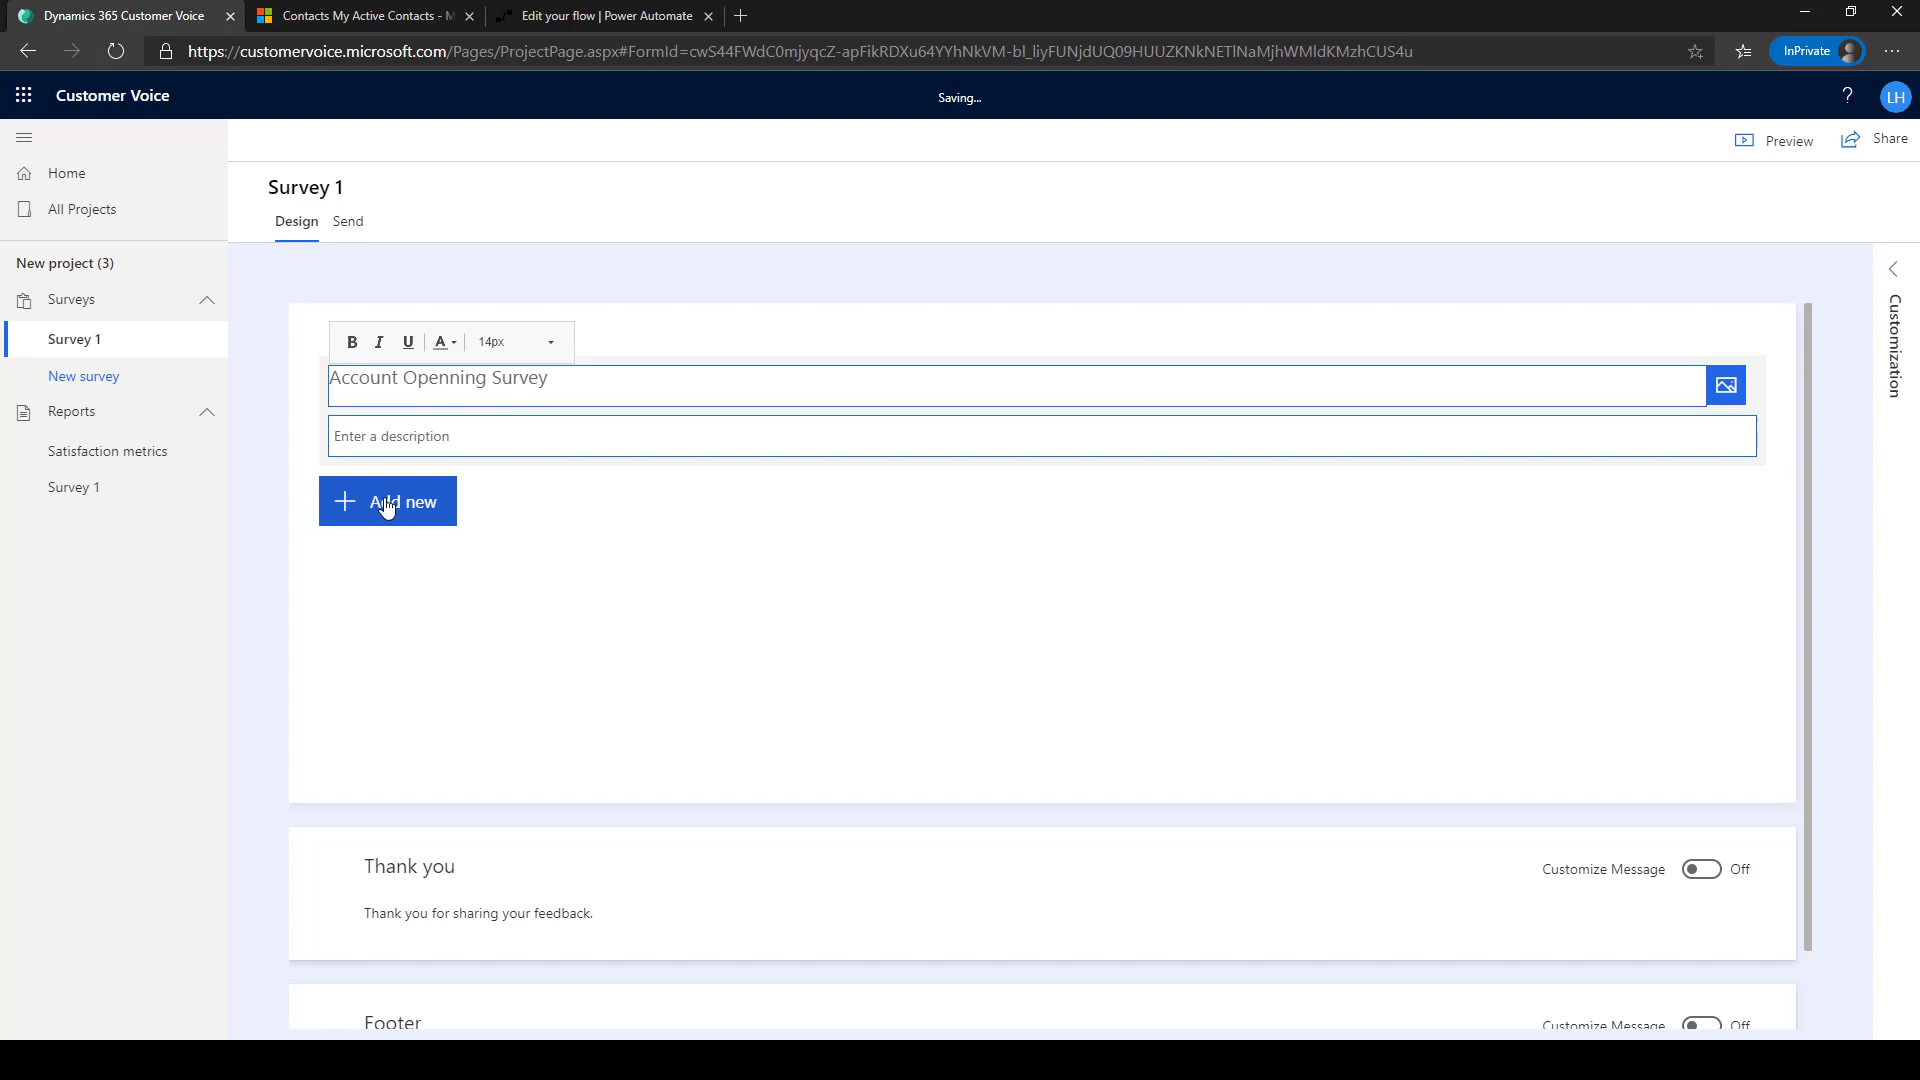 Dynamics 365 Customer Voice
Contacts My Active Contacts - M
Edit your flow | Power Automate
https://customervoice.microsoft.com/Pages/ProjectPage.aspx#FormId=
InPrivate
Customer Voice
Saving...
?
LH
Preview
Share
Home
All Projects
Survey 1
Design Send
New project (3)
Surveys
Survey 1
New survey
Reports
Satisfaction metrics
Survey 1
B I U A 14px
Account Openning Survey
Enter a description
Add new
Customization
Thank you
Customize Message Off
Thank you for sharing your feedback.
Footer
Customize Message Off